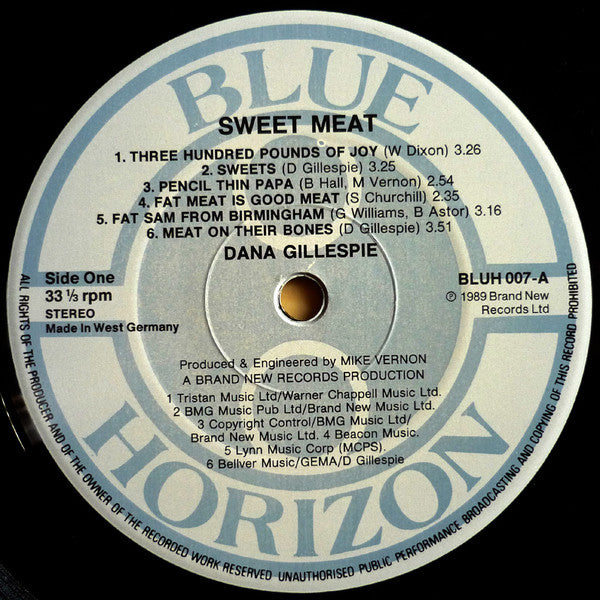 BLUE
SWEET MEAT
1. THREE HUNDRED POUNDS OF JOY (W Dixon) 3.26
2. SWEETS (D Gillespie) 3.25
3. PENCIL THIN PAPA (B Hall, M Vernon) 2.54
4. FAT MEAT IS GOOD MEAT (S Churchill) 2.35
5. FAT SAM FROM BIRMINGHAM (G Williams, B Astor) 3.16
6. MEAT ON THEIR BONES (D Gillespie) 3.51
DANA GILLESPIE
Side One
33 ⅓ rpm
STEREO
Made In West Germany
BLUH 007-A
℗ 1989 Brand New
Records Ltd
Produced & Engineered by MIKE VERNON
A BRAND NEW RECORDS PRODUCTION
1 Tristan Music Ltd/Warner Chappell Music Ltd.
2 BMG Music Pub Ltd/Brand New Music Ltd.
3 Copyright Control/BMG Music Ltd/
Brand New Music Ltd. 4 Beacon Music.
5 Lynn Music Corp (MCPS).
6 Bellver Music/GEMA/D Gillespie
HORIZON
ALL RIGHTS OF THE PRODUCER AND OF THE OWNER OF THE RECORDED WORK RESERVED UNAUTHORISED PUBLIC PERFORMANCE BROADCASTING AND COPYING OF THIS RECORD PROHIBITED